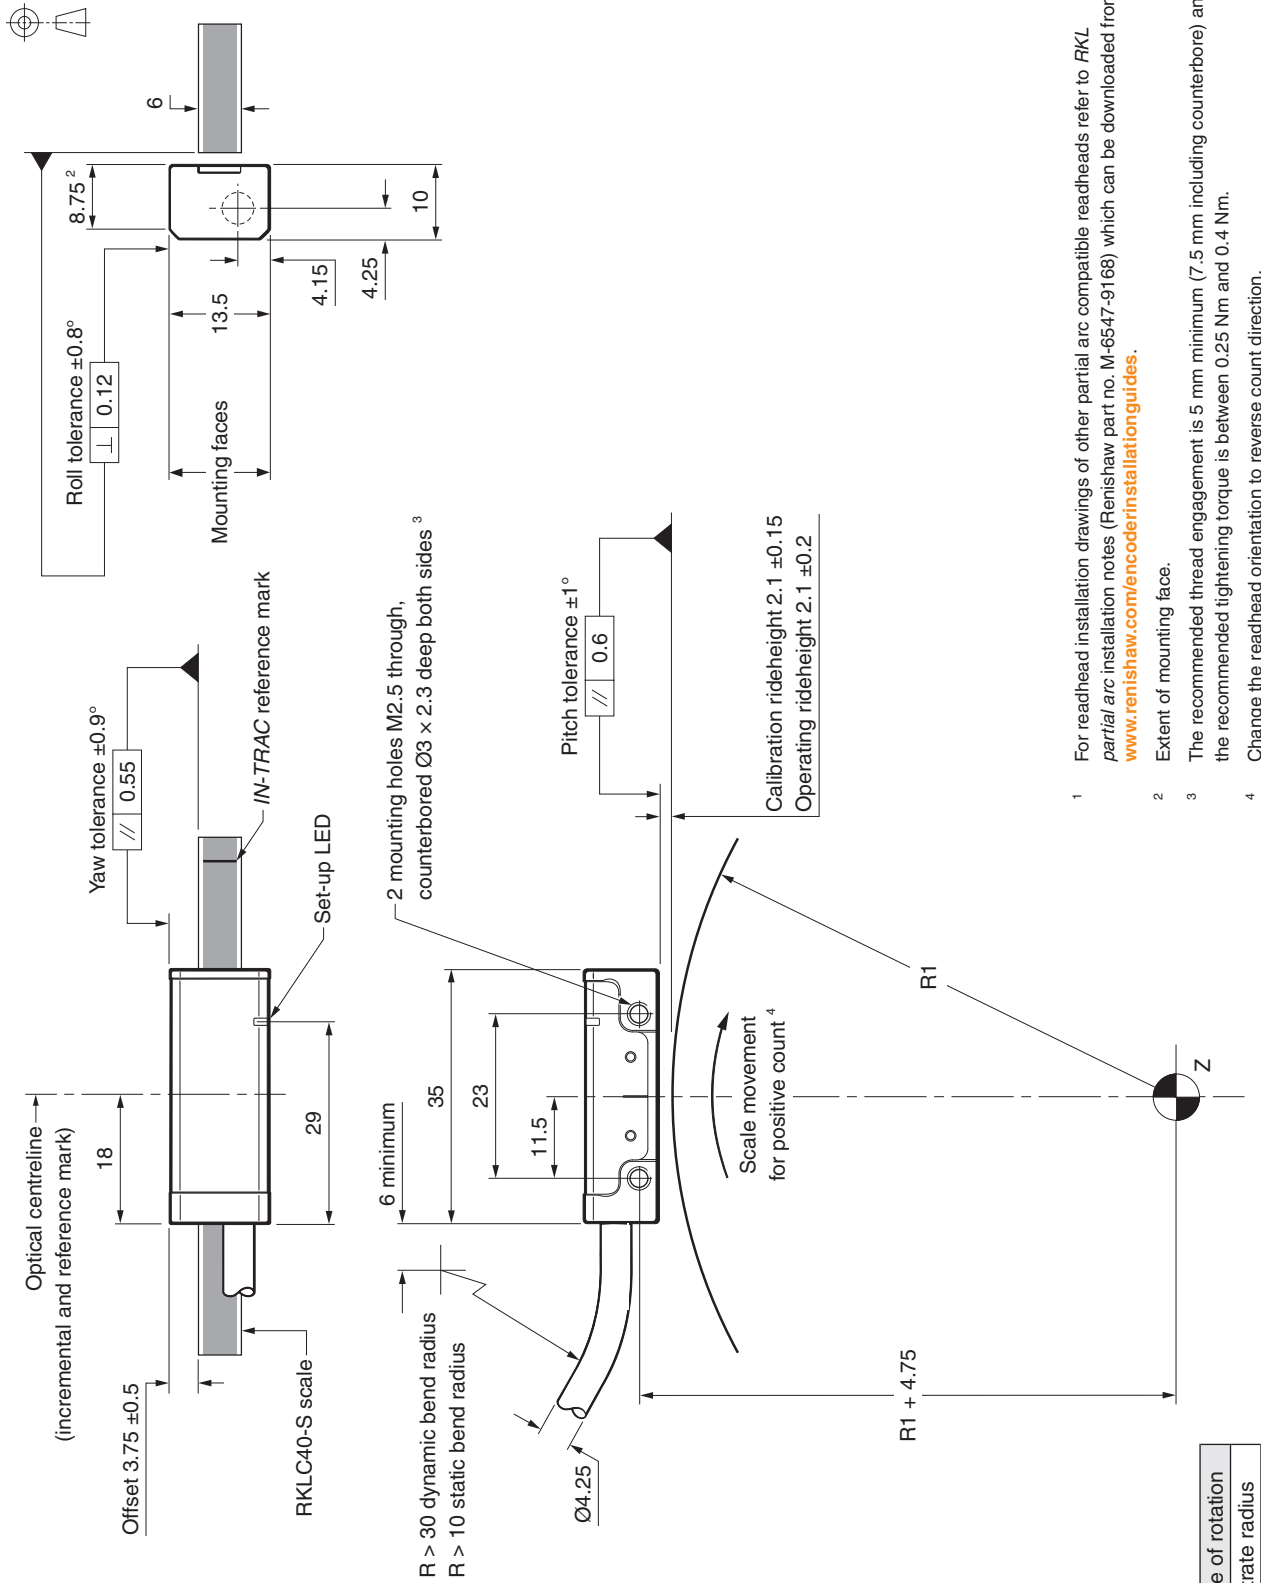 Optical centreline
(incremental and reference mark)
18
29
Offset 3.75 ±0.5
RKLC40-S scale
Yaw tolerance ±0.9°
// 0.55
IN-TRAC reference mark
Set-up LED
Roll tolerance ±0.8°
⊥ 0.12
8.75 ²
6
13.5
Mounting faces
4.15
4.25
10
6 minimum
R > 30 dynamic bend radius
R > 10 static bend radius
Ø4.25
35
23
11.5
2 mounting holes M2.5 through,
counterbored Ø3 × 2.3 deep both sides ³
Pitch tolerance ±1°
// 0.6
Calibration rideheight 2.1 ±0.15
Operating rideheight 2.1 ±0.2
Scale movement
for positive count ⁴
R1
R1 + 4.75
Z
1 For readhead installation drawings of other partial arc compatible readheads refer to RKL
partial arc installation notes (Renishaw part no. M-6547-9168) which can be downloaded from
www.renishaw.com/encoderinstallationguides.
2 Extent of mounting face.
3 The recommended thread engagement is 5 mm minimum (7.5 mm including counterbore) and
the recommended tightening torque is between 0.25 Nm and 0.4 Nm.
4 Change the readhead orientation to reverse count direction.
of rotation
radius